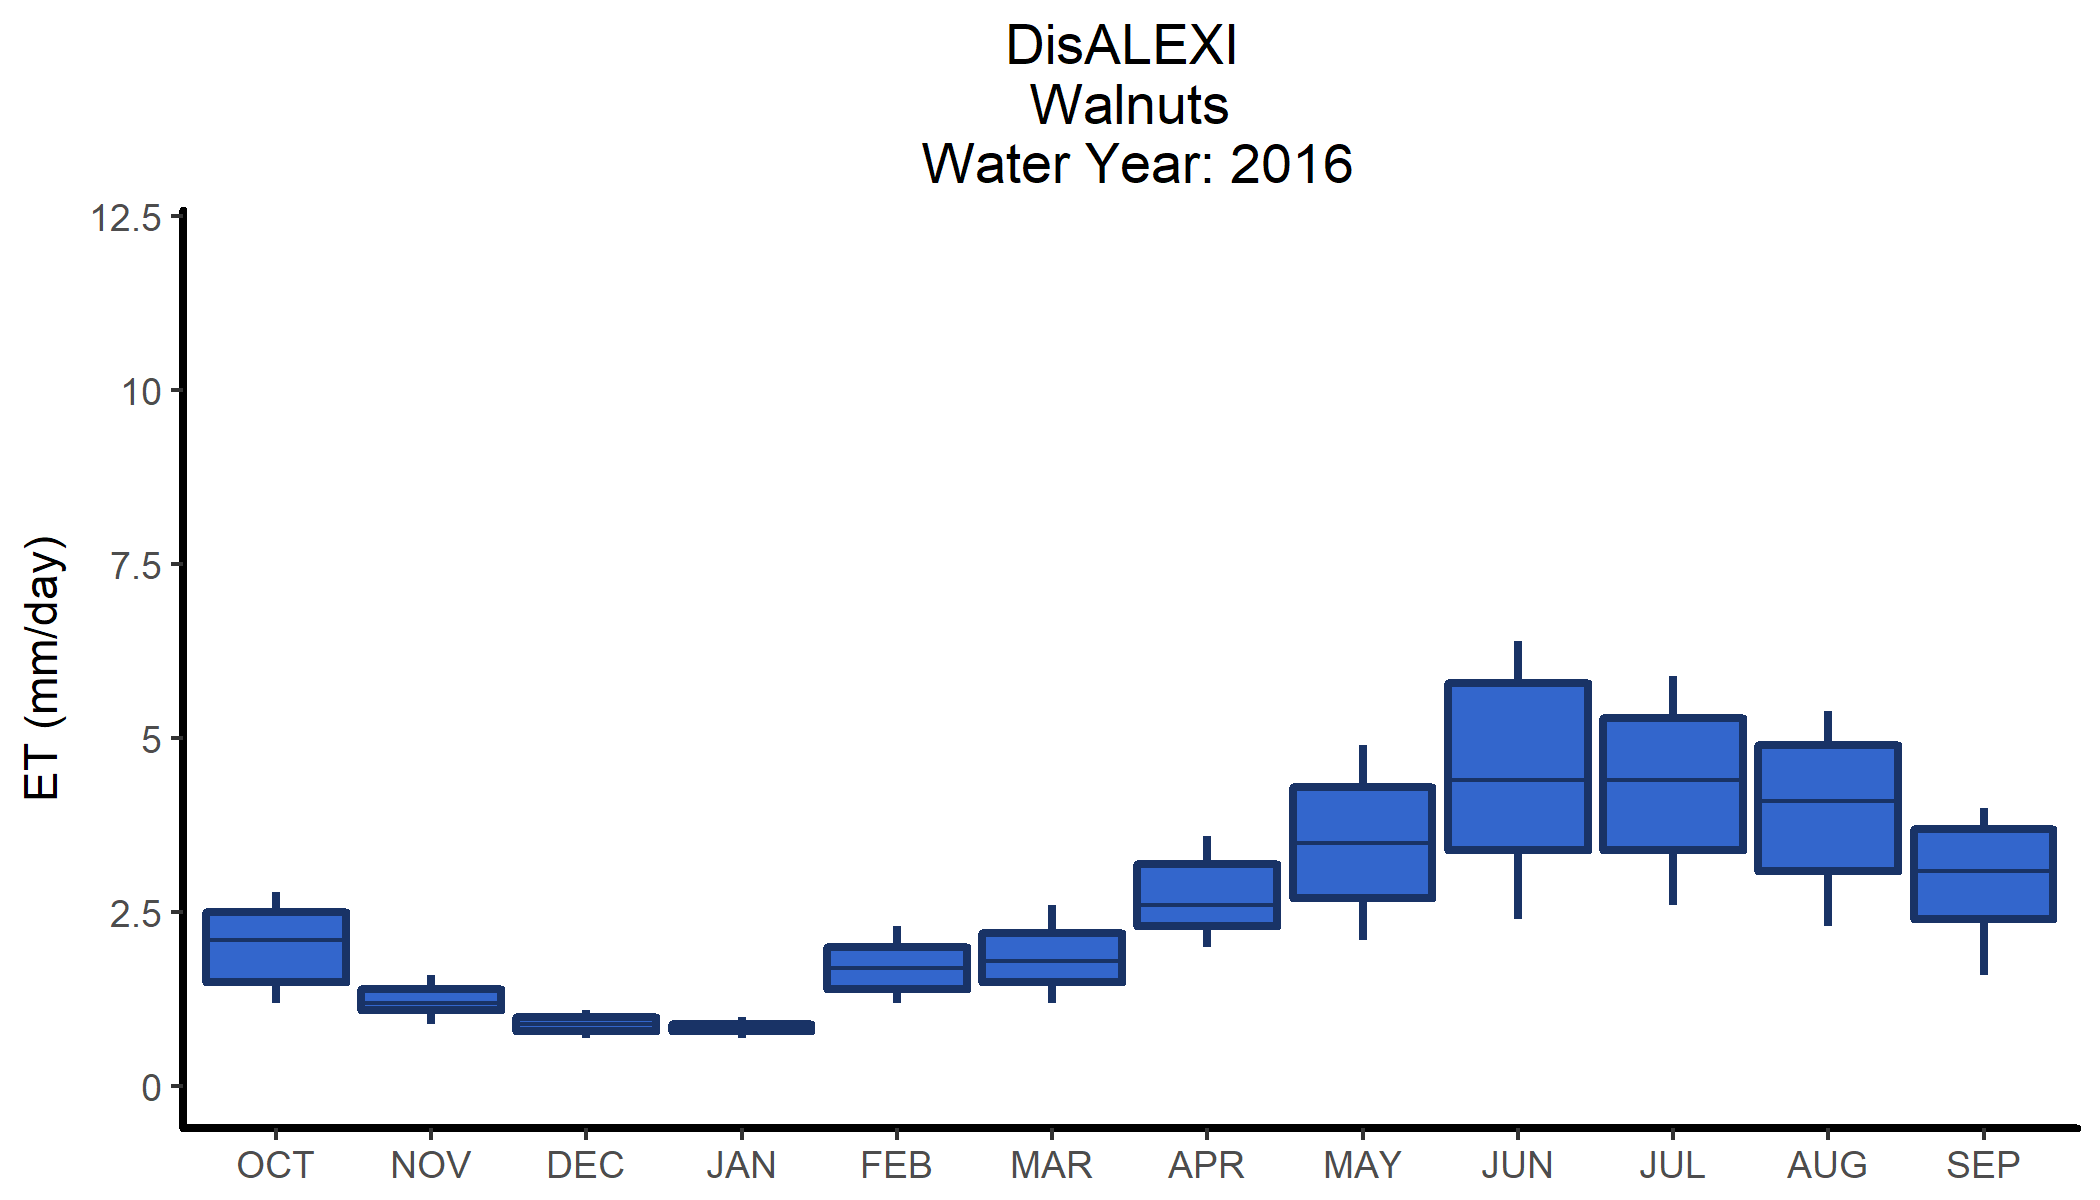 DisALEXI
Walnuts
Water Year: 2016
ET (mm/day)
12.5
10
7.5
5
2.5
0
OCT NOV DEC JAN FEB MAR APR MAY JUN JUL AUG SEP